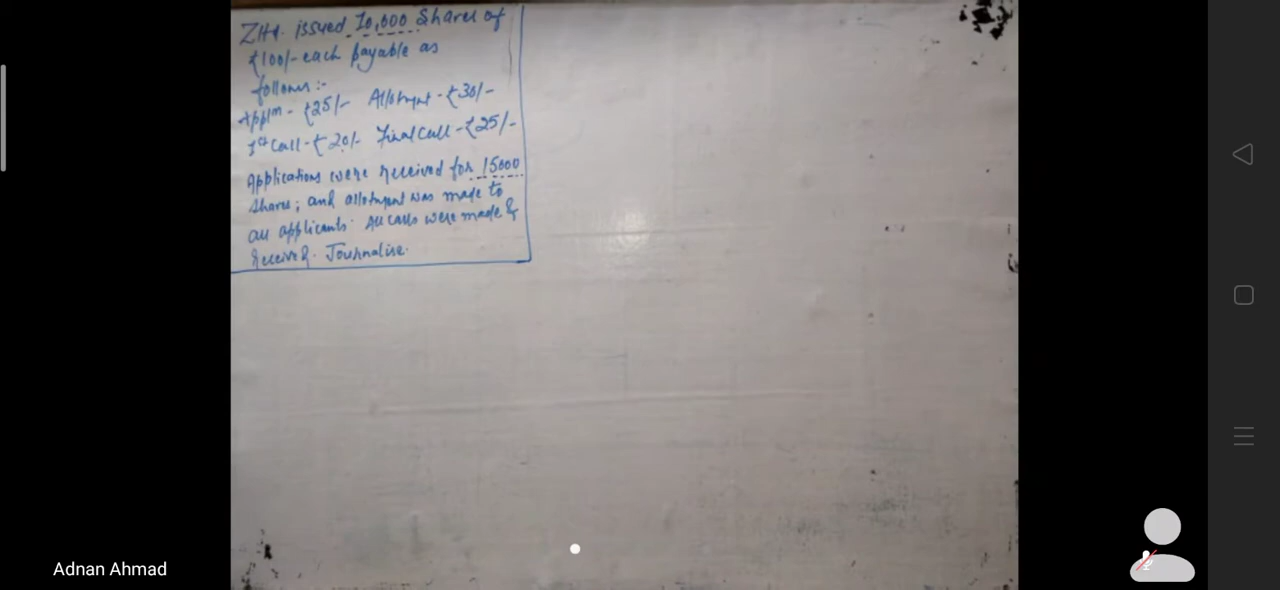 issued 10,000 Shares of
₹100/- each payable as
follows:-
Applⁿ - ₹25/- Allotment - ₹30/-
1st Call - ₹20/- Final Call - ₹25/-
Applications were received for 15000
shares; and allotment was made to
all applicants. All calls were made &
received. Journalise.
Adnan Ahmad